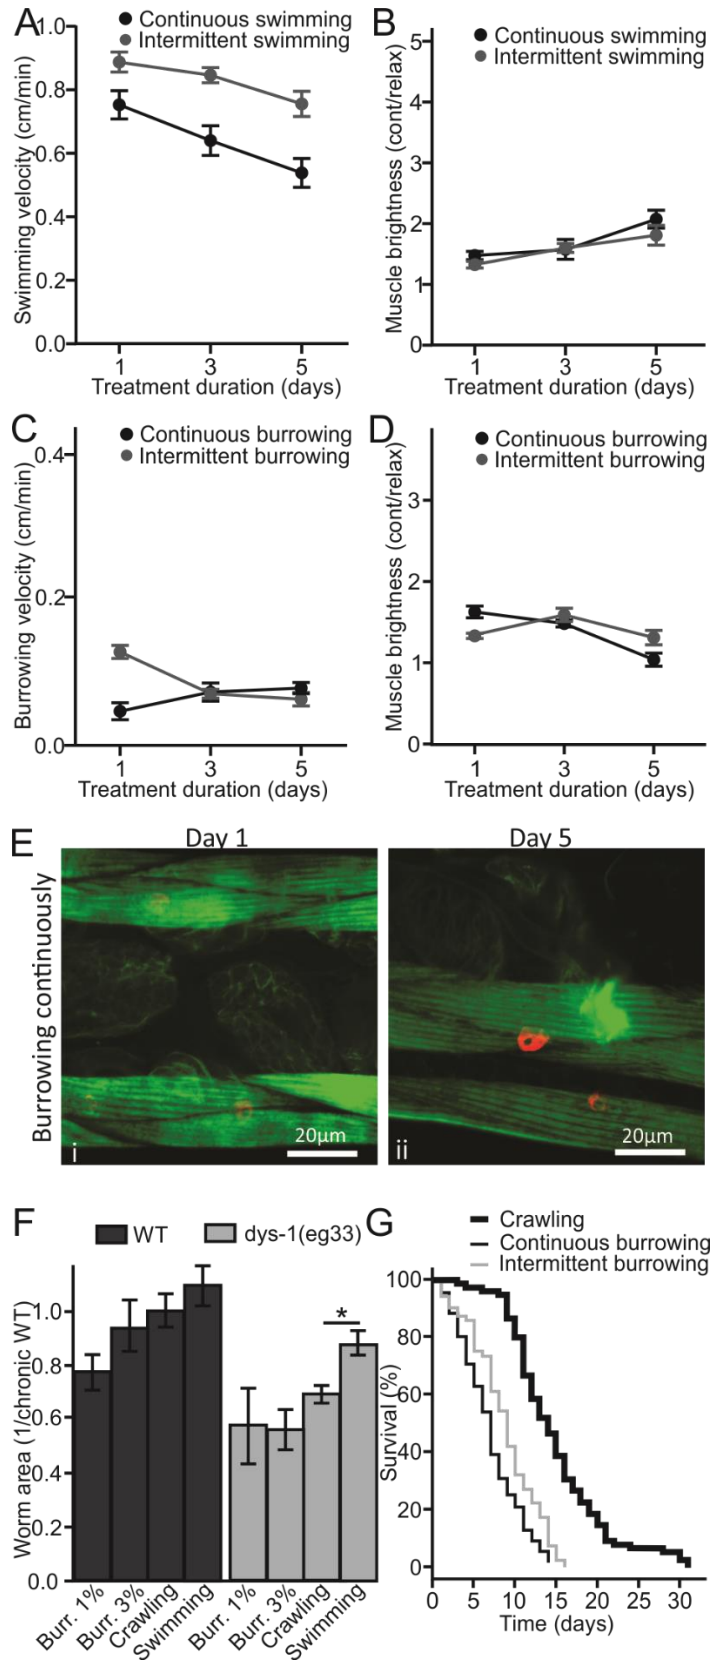 A
Continuous swimming
Intermittent swimming
Swimming velocity (cm/min)
1.0
0.8
0.6
0.4
0.2
0.0
1 3 5
Treatment duration (days)
B
Continuous swimming
Intermittent swimming
Muscle brightness (cont/relax)
5
4
3
2
1
0
1 3 5
Treatment duration (days)
C
Continuous burrowing
Intermittent burrowing
Burrowing velocity (cm/min)
0.4
0.2
0.0
1 3 5
Treatment duration (days)
D
Continuous burrowing
Intermittent burrowing
Muscle brightness (cont/relax)
3
2
1
0
1 3 5
Treatment duration (days)
E
Day 1
Day 5
Burrowing continuously
20μm
i
20μm
ii
F
WT
dys-1(eg33)
Worm area (1/chronic WT)
1.0
0.8
0.6
0.4
0.2
0.0
*
Burr. 1%
Burr. 3%
Crawling
Swimming
Burr. 1%
Burr. 3%
Crawling
Swimming
G
Crawling
Continuous burrowing
Intermittent burrowing
Survival (%)
100
80
60
40
20
0
0 5 10 15 20 25 30
Time (days)